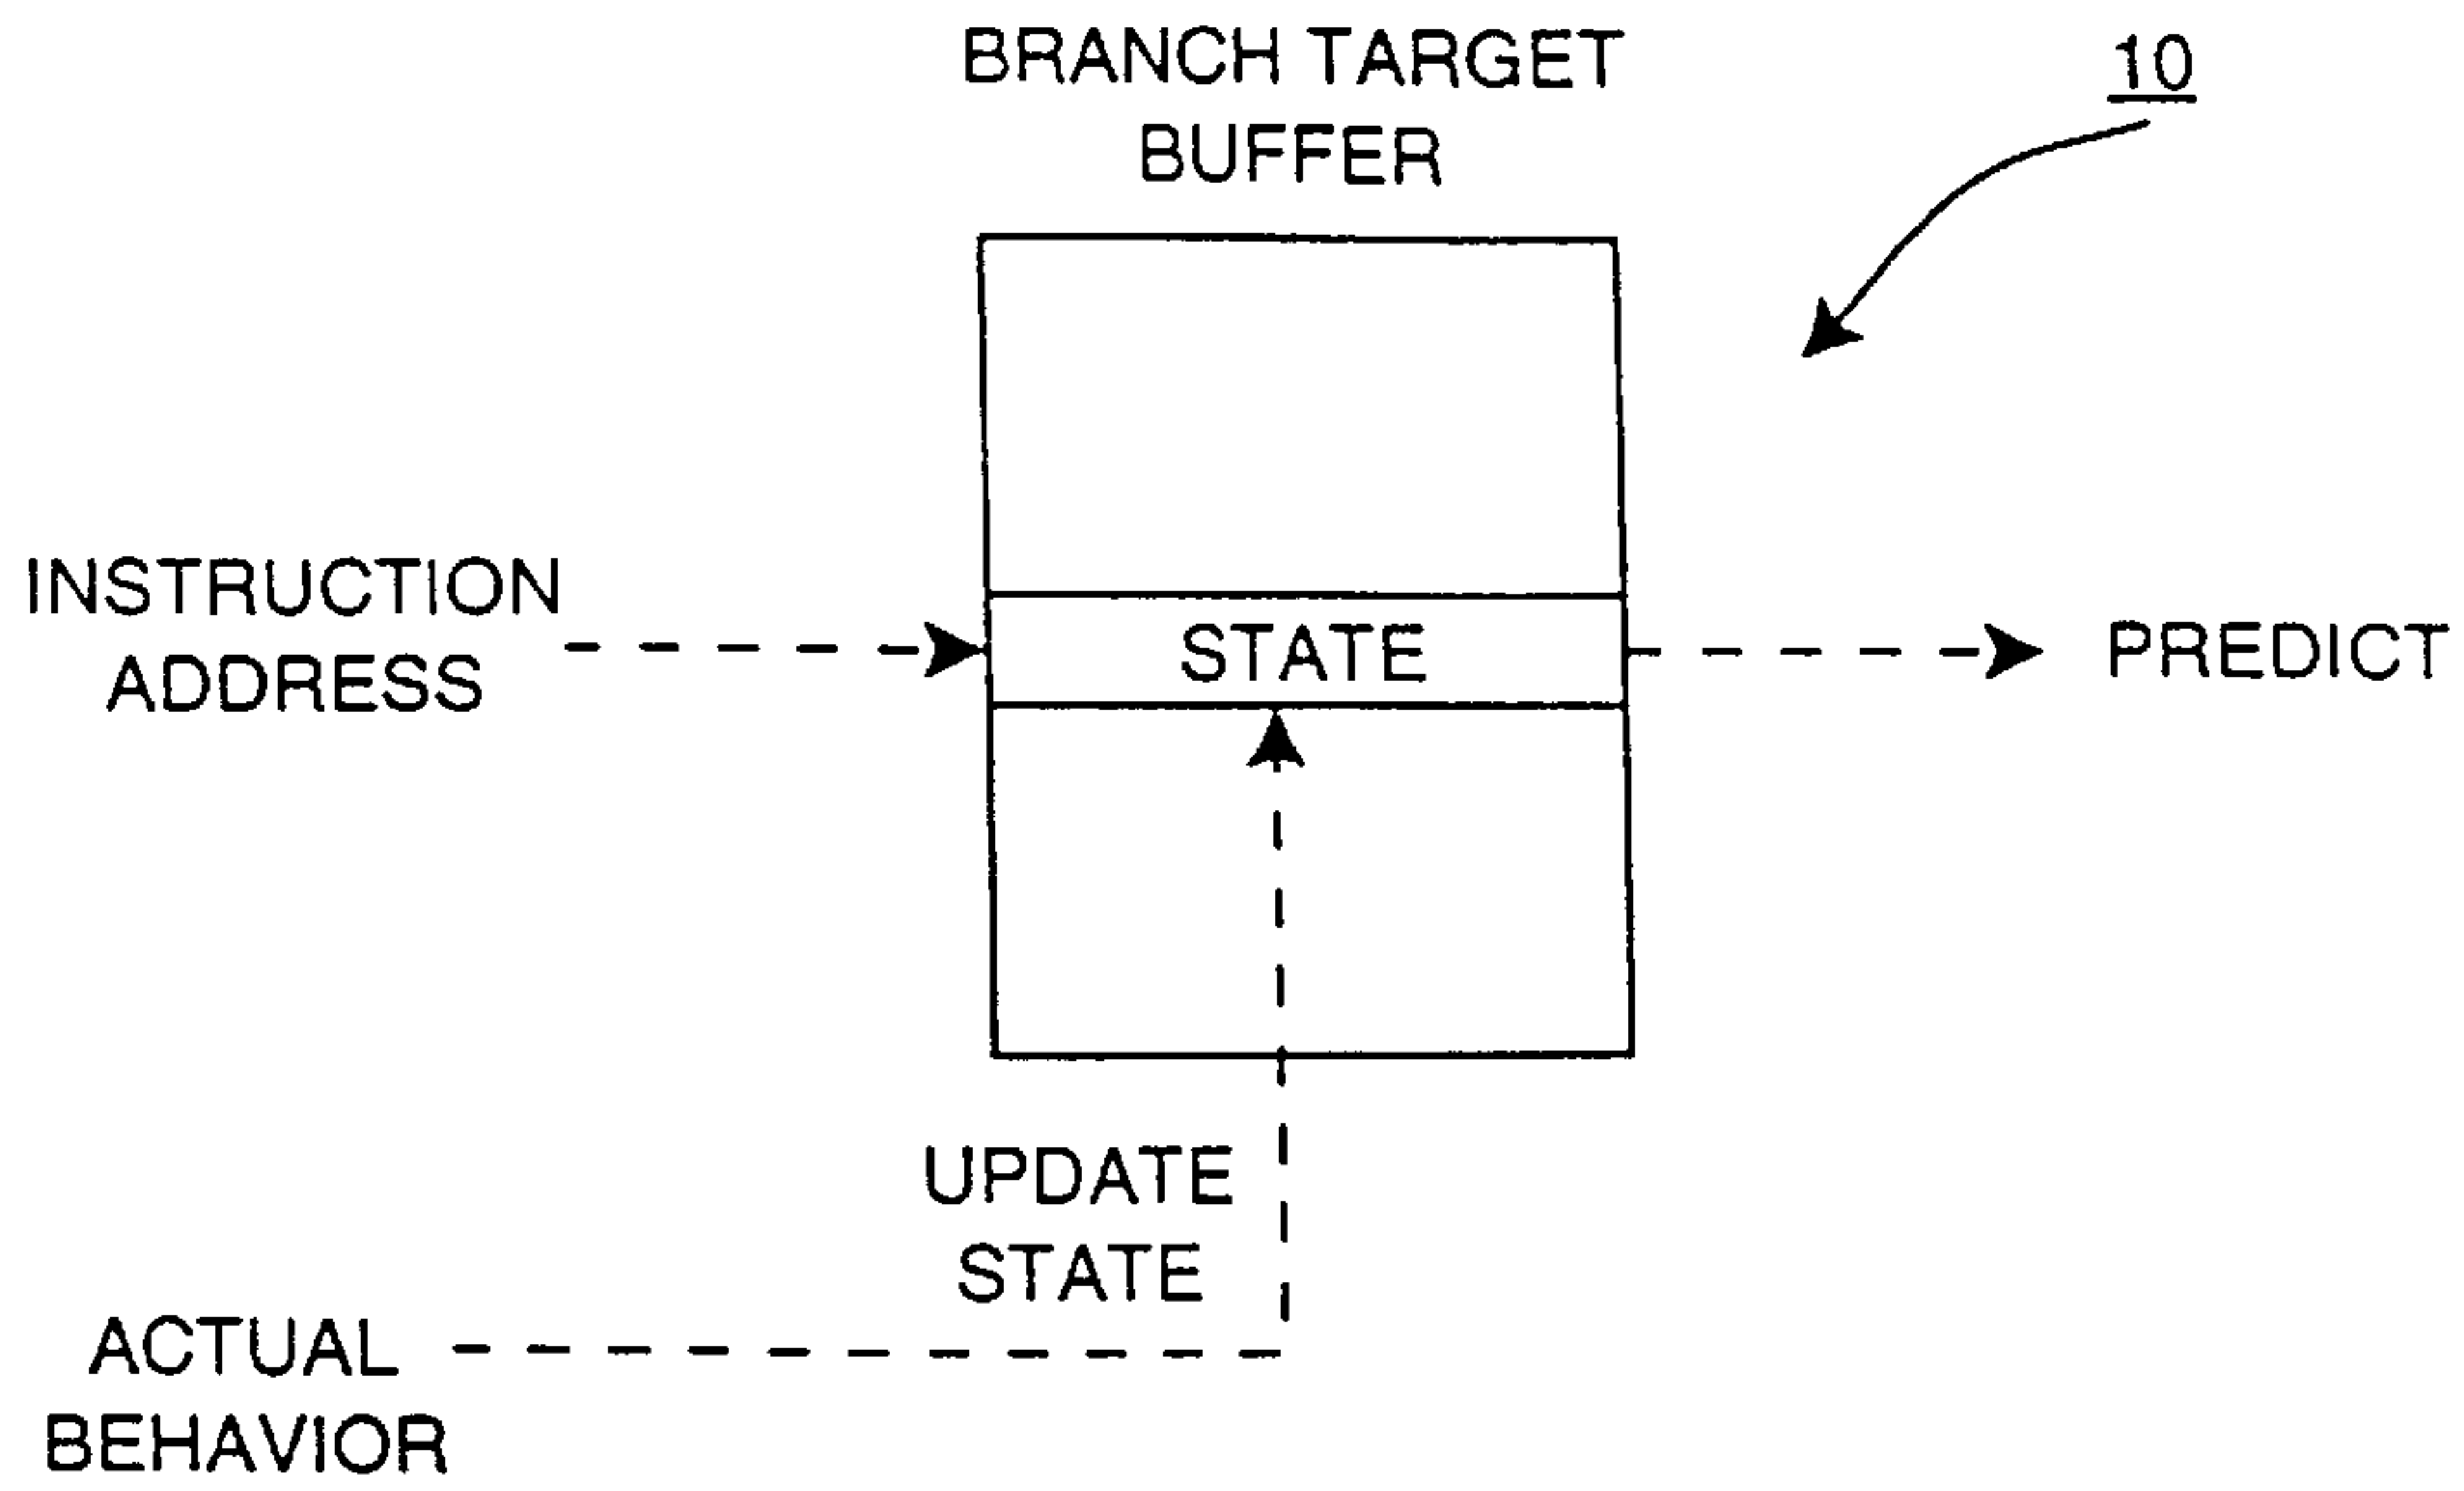 BRANCH TARGET
BUFFER
10
INSTRUCTION
ADDRESS
STATE
PREDICT
UPDATE
STATE
ACTUAL
BEHAVIOR